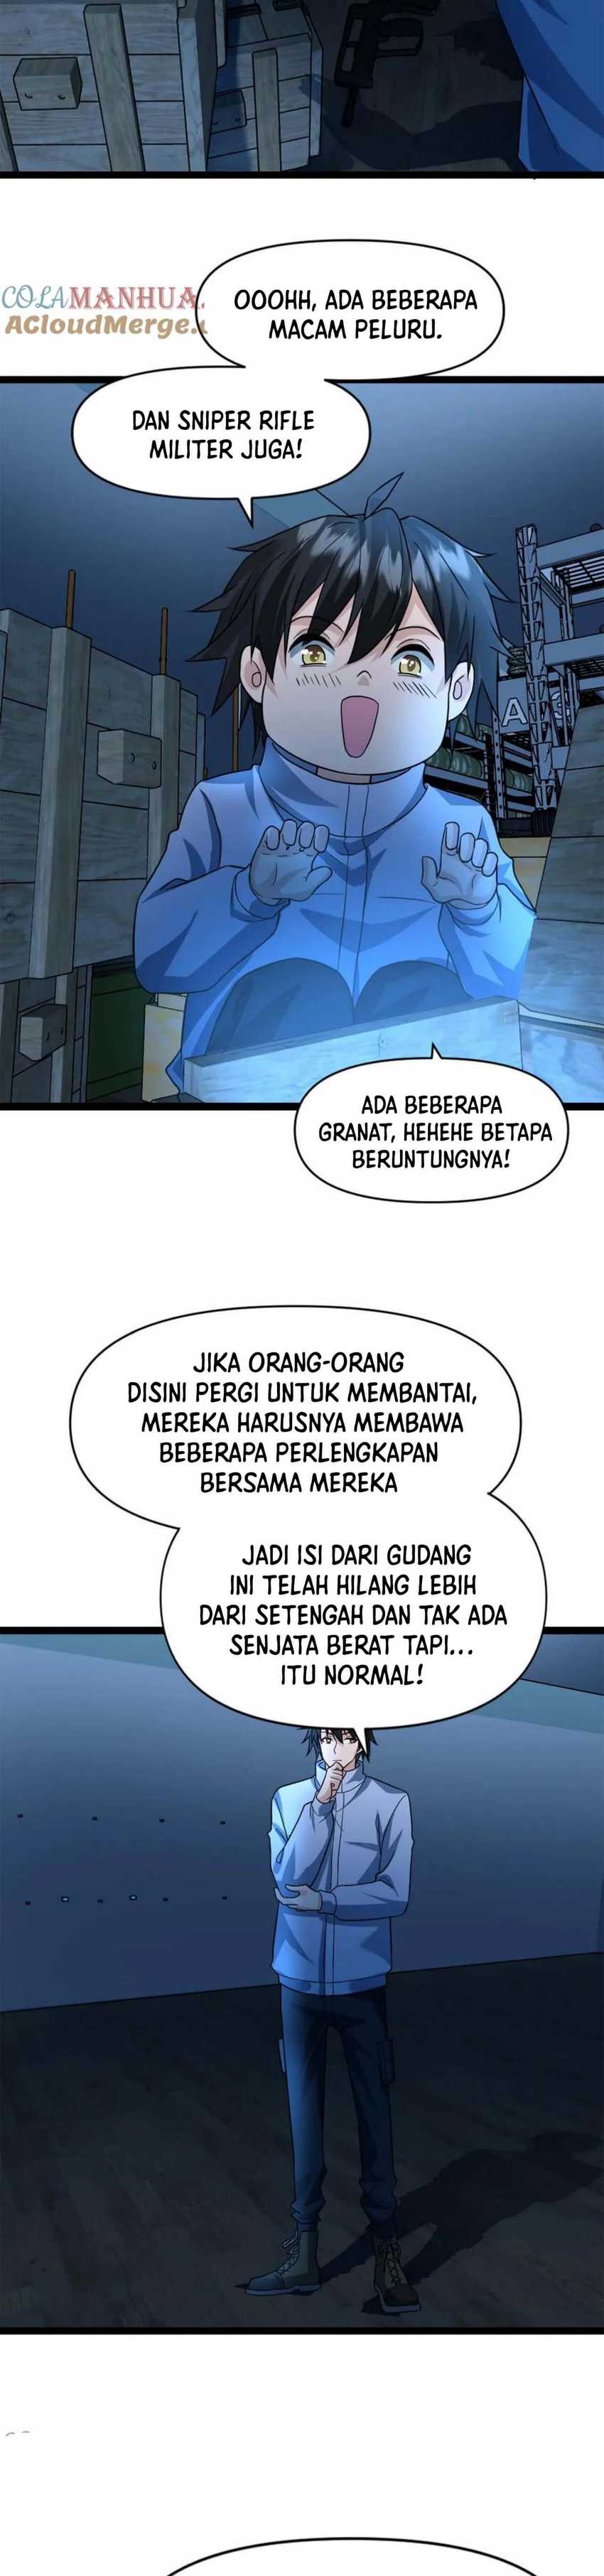 COLAMANHUA.
ACloudMerge.
OOOHH, ADA BEBERAPA
MACAM PELURU.
DAN SNIPER RIFLE
MILITER JUGA!
A
ADA BEBERAPA
GRANAT, HEHEHE BETAPA
BERUNTUNGNYA!
JIKA ORANG-ORANG
DISINI PERGI UNTUK MEMBANTAI,
MEREKA HARUSNYA MEMBAWA
BEBERAPA PERLENGKAPAN
BERSAMA MEREKA
JADI ISI DARI GUDANG
INI TELAH HILANG LEBIH
DARI SETENGAH DAN TAK ADA
SENJATA BERAT TAPI...
ITU NORMAL!